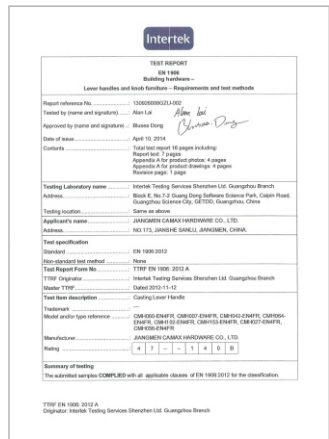 Intertek
TEST REPORT
EN 1906
Building hardware –
Lever handles and knob furniture – Requirements and test methods
Report reference No. : 130926009GZU-002
Tested by (name and signature) : Alan Lai
Approved by (name and signature) : Bluses Dong
Date of issue : April 10, 2014
Contents : Total test report 16 pages including:
Report text: 7 pages
Appendix A for product photos: 4 pages
Appendix A for product drawings: 4 pages
Revision page: 1 page
Testing Laboratory name : Intertek Testing Services Shenzhen Ltd. Guangzhou Branch
Address : Block E, No.7-2 Guang Dong Software Science Park, Caipin Road, Guangzhou Science City, GETDD, Guangzhou, China
Testing location : Same as above
Applicant's name : JIANGMEN CAMAX HARDWARE CO., LTD.
Address : NO.173, JIANSHE SANLU, JIANGMEN, CHINA.
Test specification
Standard : EN 1906:2012
Non-standard test method : None
Test Report Form No. : TTRF EN 1906: 2012 A
TTRF Originator : Intertek Testing Services Shenzhen Ltd. Guangzhou Branch
Master TTRF : Dated 2012-11-12
Test item description : Casting Lever Handle
Trademark : ---
Model and/or type reference :
Manufacturer : JIANGMEN CAMAX HARDWARE CO., LTD.
Rating : 4 7 – – 1 4 0 B
Summary of testing
The submitted samples COMPLIED with all applicable clauses of EN 1906:2012 for the classification.
TTRF EN 1906: 2012 A
Originator: Intertek Testing Services Shenzhen Ltd. Guangzhou Branch